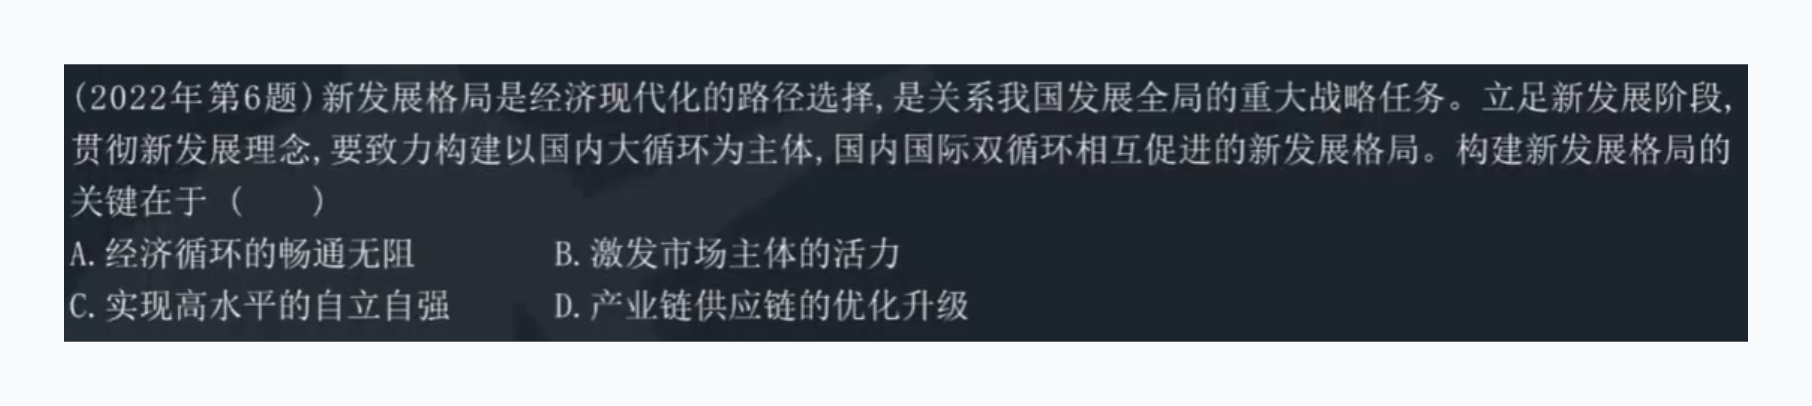 (2022年第6题)新发展格局是经济现代化的路径选择,是关系我国发展全局的重大战略任务。立足新发展阶段,
贯彻新发展理念,要致力构建以国内大循环为主体,国内国际双循环相互促进的新发展格局。构建新发展格局的
关键在于 (　　)
A.经济循环的畅通无阻　　B.激发市场主体的活力
C.实现高水平的自立自强　　D.产业链供应链的优化升级